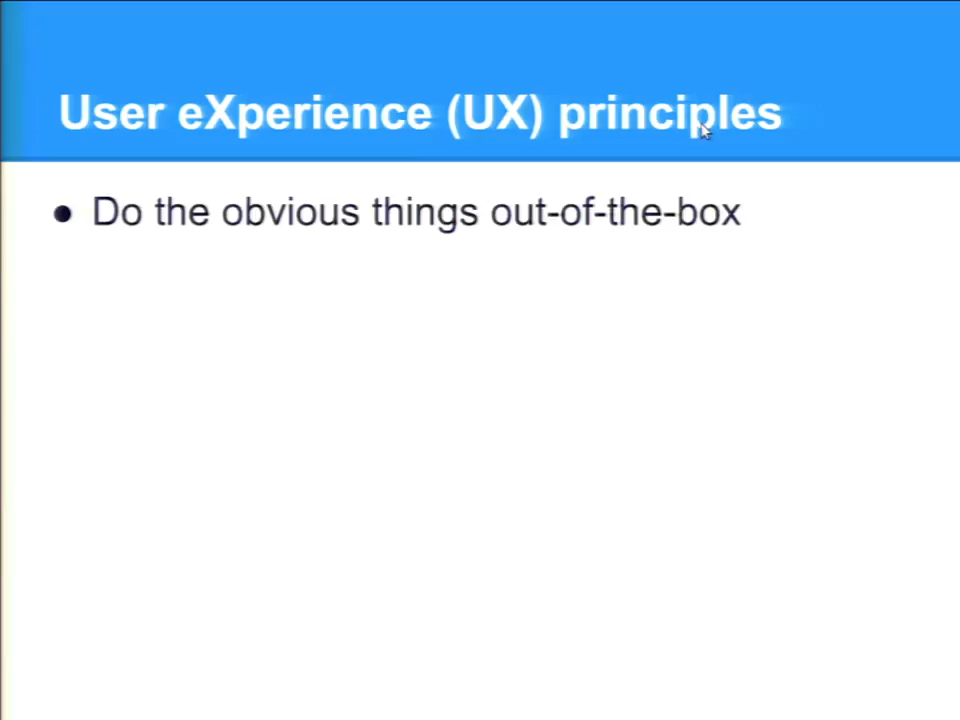 User eXperience (UX) principles
● Do the obvious things out-of-the-box